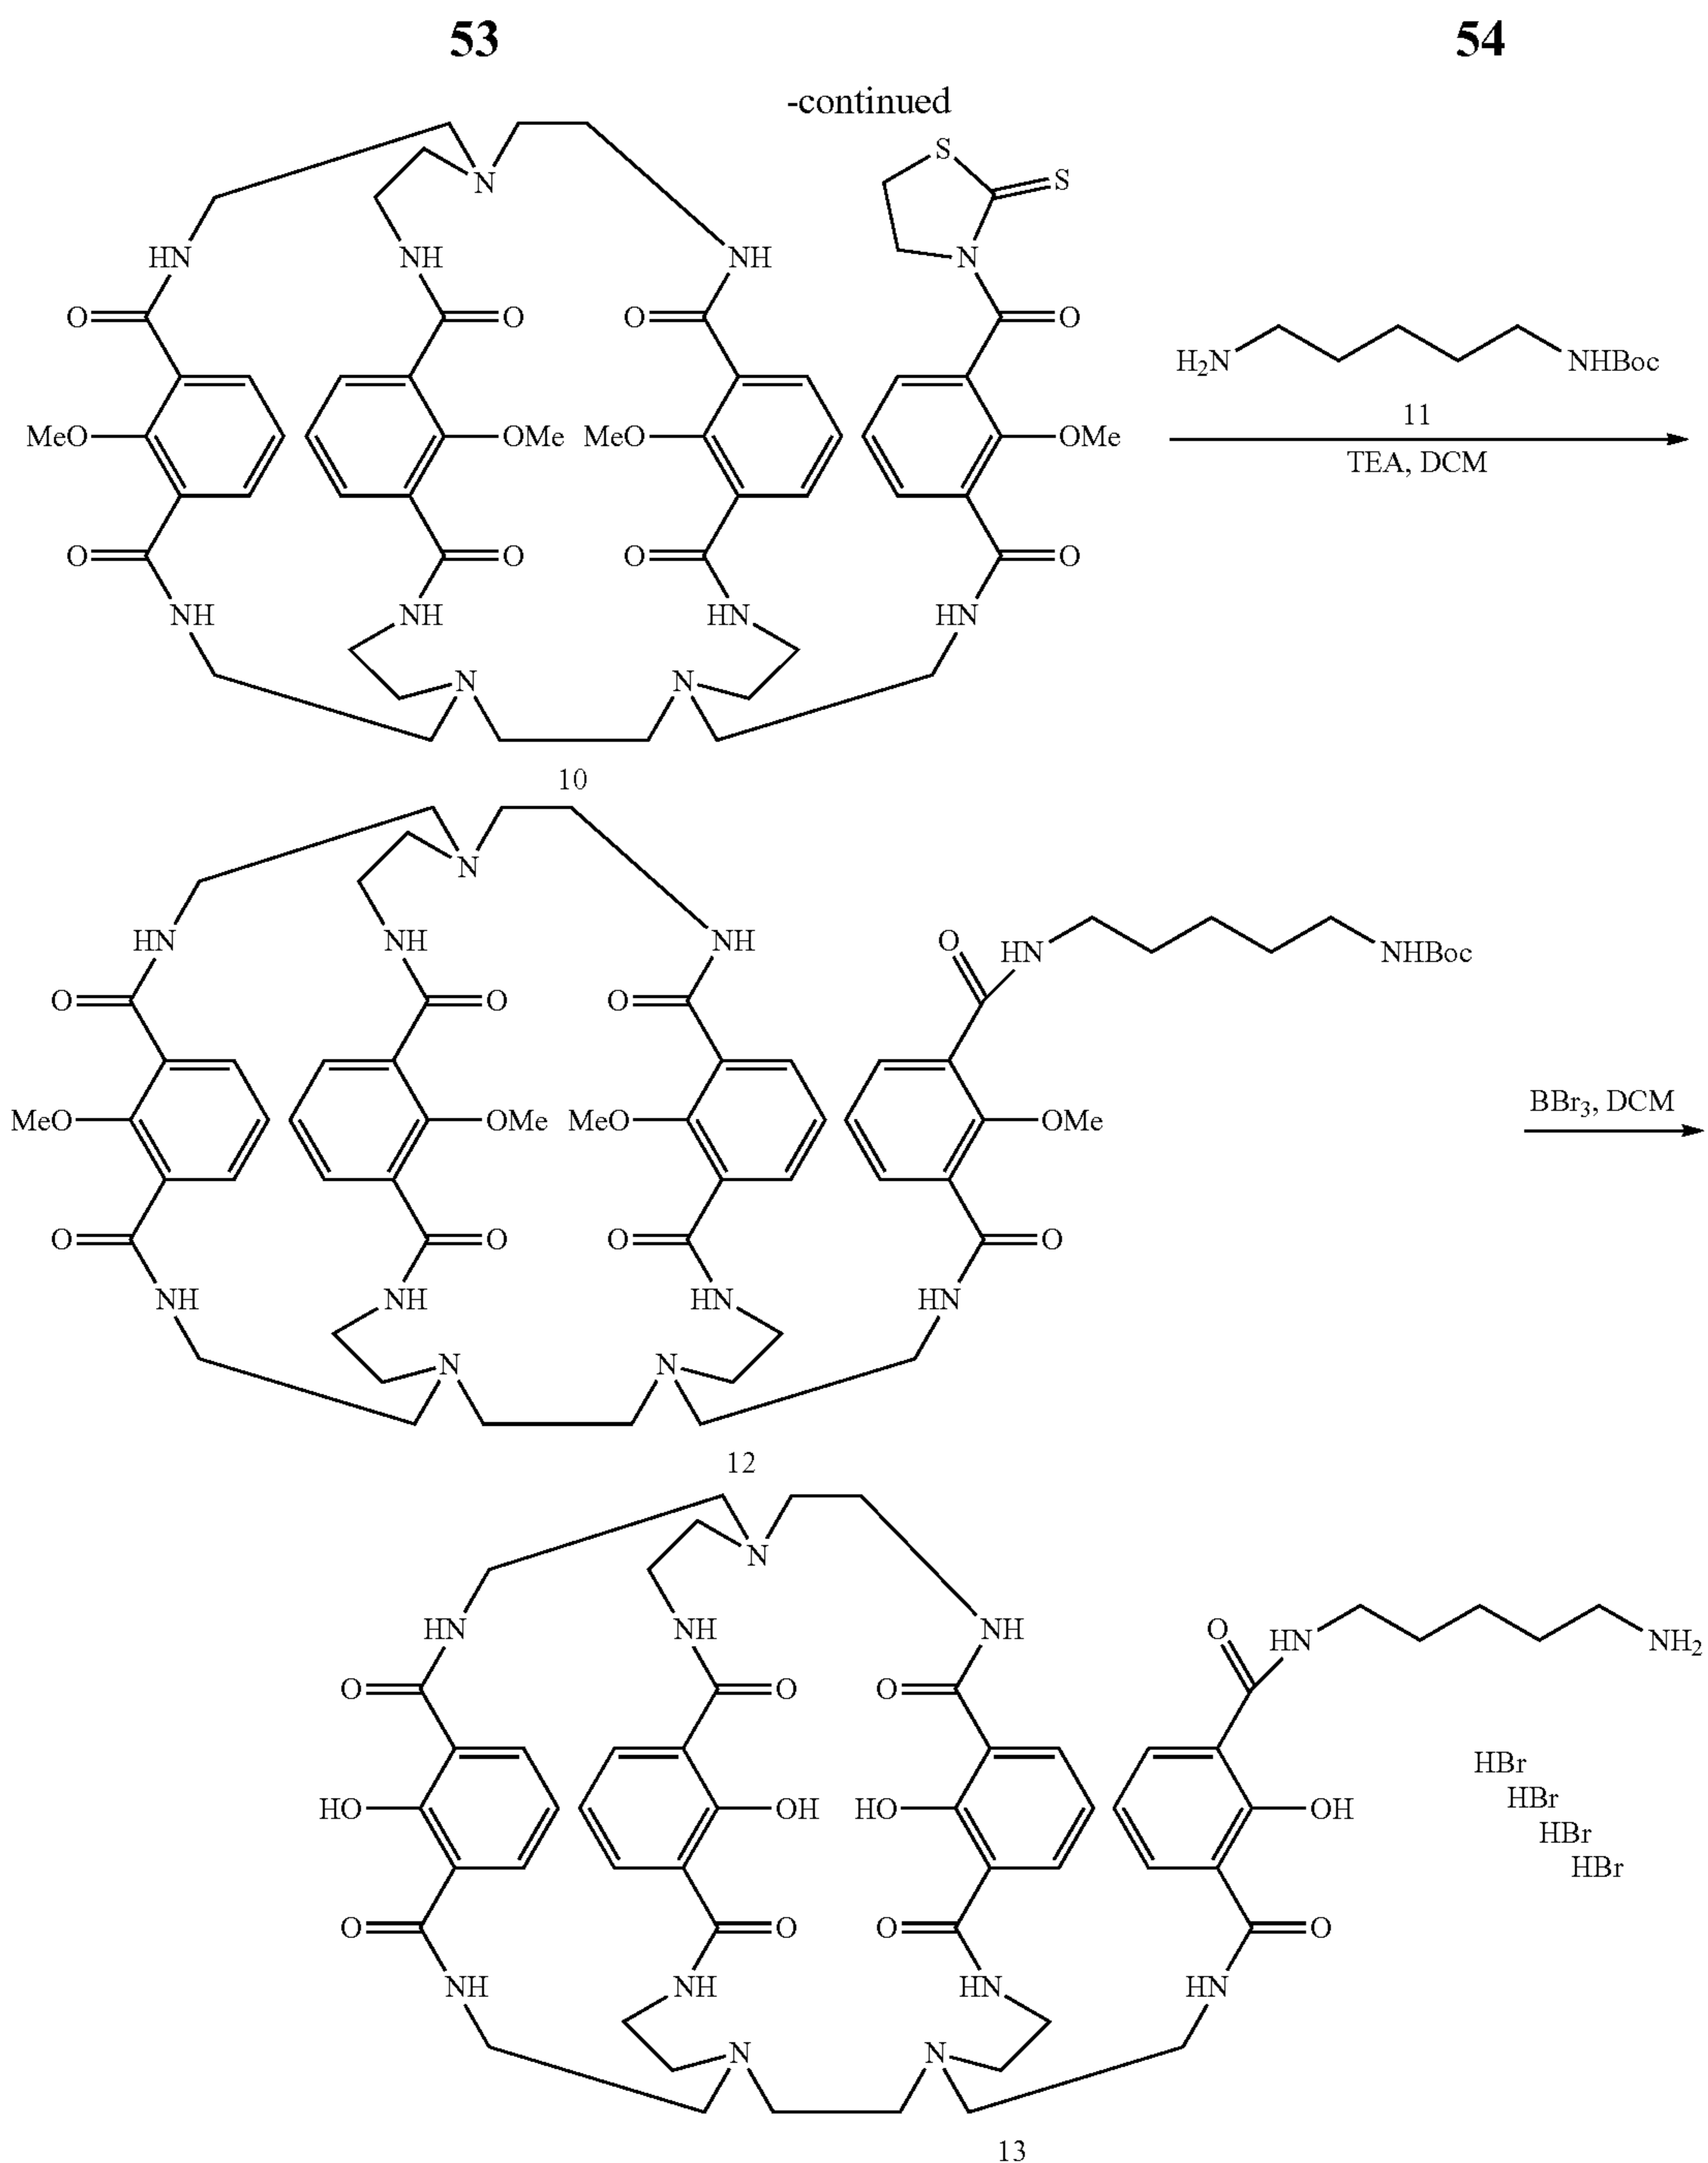 53 54
-continued
S
N S
HN NH NH N
O O O O
H2N NHBoc
11
MeO OMe MeO OMe
TEA, DCM
O O O O
NH NH HN HN
N N
10
N
HN NH NH O HN NHBoc
O O O
MeO OMe MeO OMe
BBr3, DCM
O O O O
NH NH HN HN
N N
12
N
HN NH NH O HN NH2
O O O
HBr
HBr
HO OH HO OH
HBr
HBr
O O O O
NH NH HN HN
N N
13